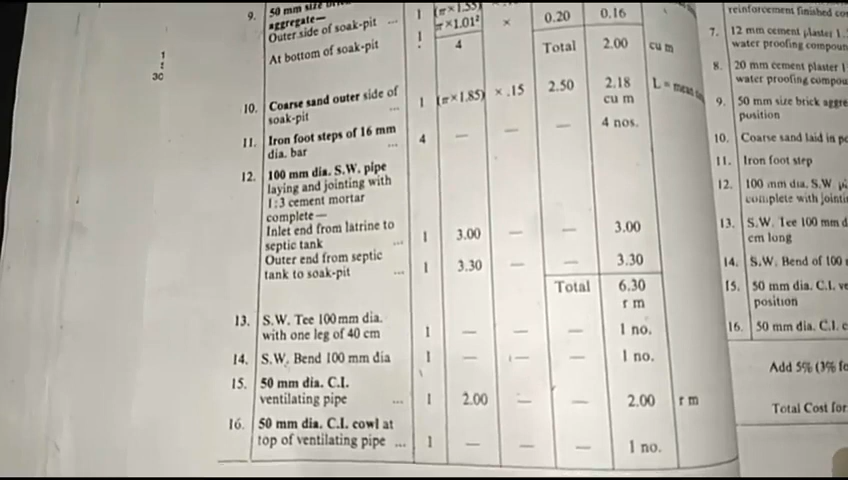 9. 50 mm size
aggregate—
Outer side of soak-pit ... 1 (π×1.55) × 0.20 0.16
At bottom of soak-pit 1 π×1.01² 4 Total 2.00 cu m
10. Coarse sand outer side of
soak-pit ... 1 (π×1.85) × .15 2.50 2.18
cu m
L = mean
11. Iron foot steps of 16 mm
dia. bar ... 4 — — — 4 nos.
12. 100 mm dia. S.W. pipe
laying and jointing with
1:3 cement mortar
complete—
Inlet end from latrine to
septic tank ... 1 3.00 — — 3.00
Outer end from septic
tank to soak-pit ... 1 3.30 — — 3.30
Total 6.30
r m
13. S.W. Tee 100 mm dia.
with one leg of 40 cm 1 — — — 1 no.
14. S.W. Bend 100 mm dia 1 — — — 1 no.
15. 50 mm dia. C.I.
ventilating pipe ... 1 2.00 — — 2.00 r m
16. 50 mm dia. C.I. cowl at
top of ventilating pipe ... 1 — — — 1 no.
reinforcement finished
7. 12 mm cement plaster
water proofing
8. 20 mm cement plaster
water proofing
9. 50 mm size brick
position
10. Coarse sand laid in
11. Iron foot step
12. 100 mm dia. S.W.
complete with
13. S.W. Tee 100 mm
cm long
14. S.W. Bend of 100
15. 50 mm dia. C.I.
position
16. 50 mm dia. C.I.
Add 5% (3%
Total Cost for